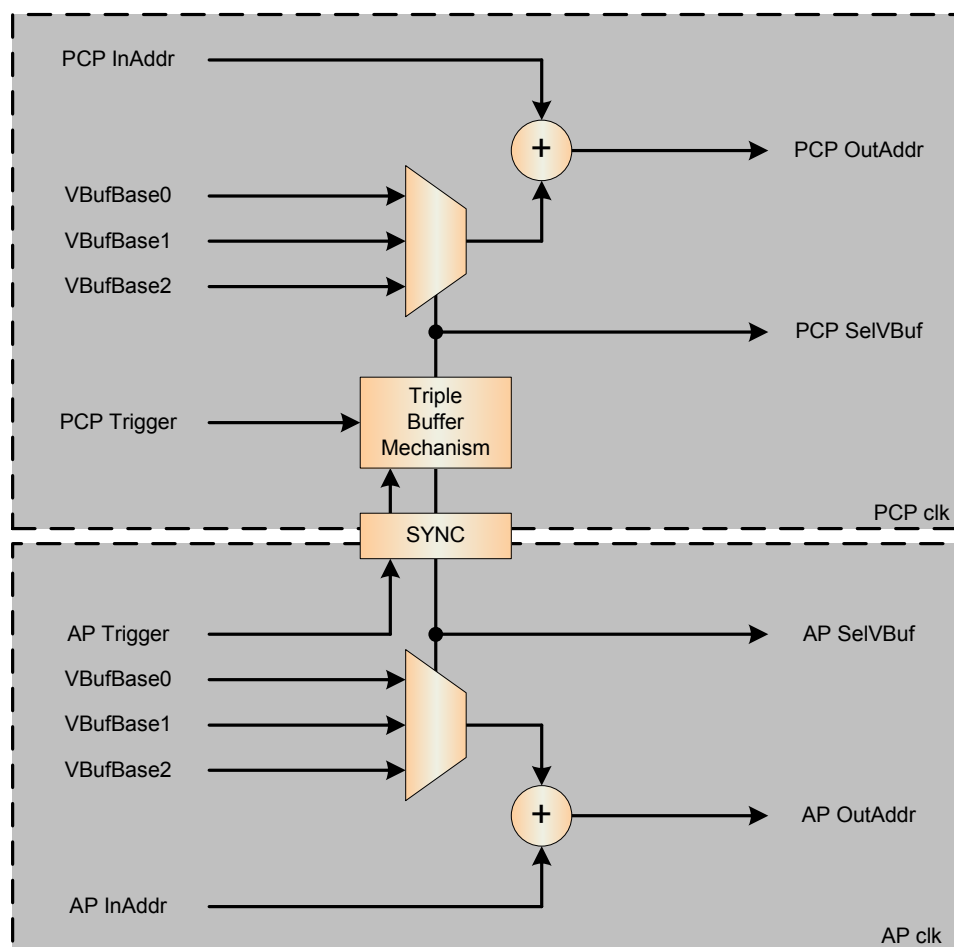 PCP InAddr
+
PCP OutAddr
VBufBase0
VBufBase1
VBufBase2
PCP SelVBuf
PCP Trigger
Triple
Buffer
Mechanism
PCP clk
SYNC
AP Trigger
AP SelVBuf
VBufBase0
VBufBase1
VBufBase2
+
AP OutAddr
AP InAddr
AP clk